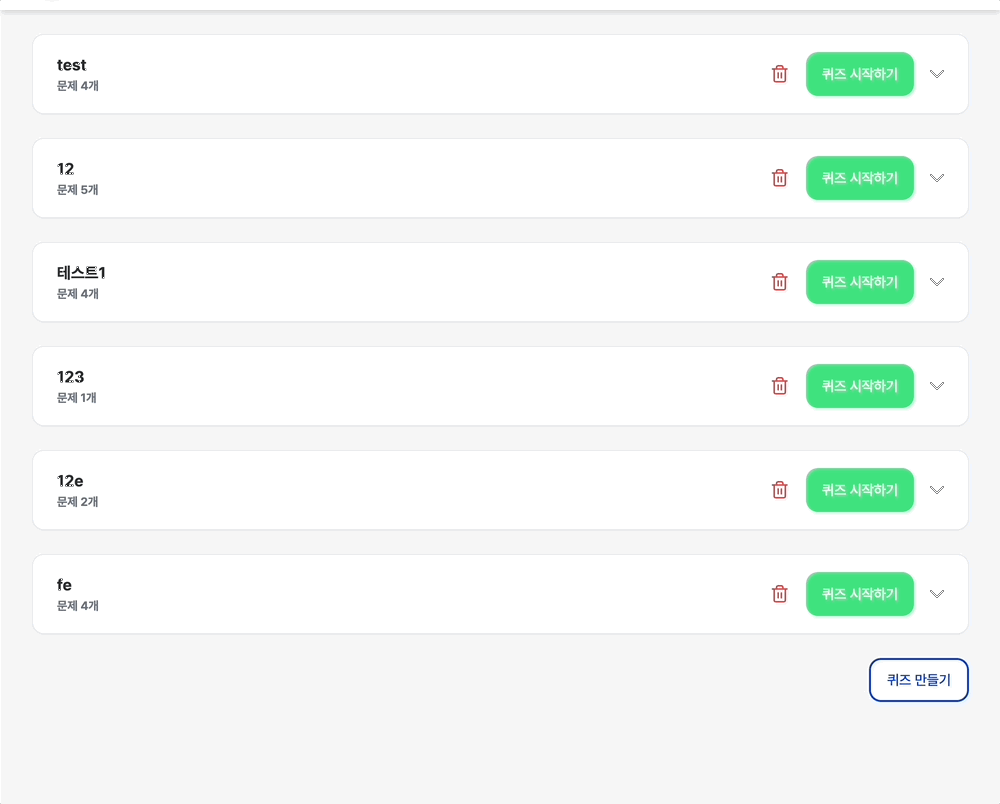 test
문제 4개
퀴즈 시작하기
12
문제 5개
퀴즈 시작하기
테스트1
문제 4개
퀴즈 시작하기
123
문제 1개
퀴즈 시작하기
12e
문제 2개
퀴즈 시작하기
fe
문제 4개
퀴즈 시작하기
퀴즈 만들기